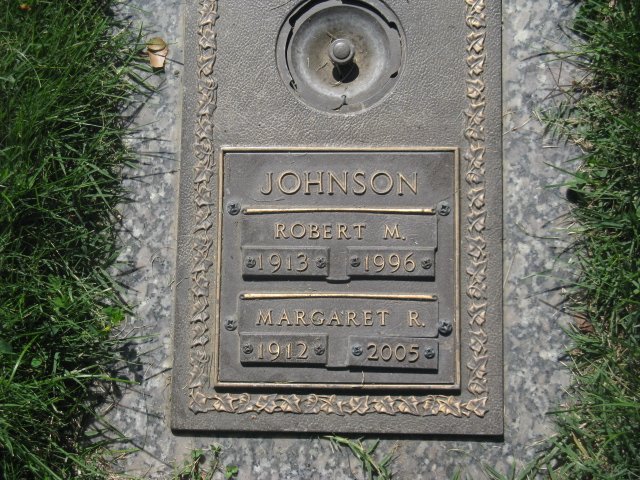 JOHNSON
ROBERT M.
1913 1996
MARGARET R.
1912 2005